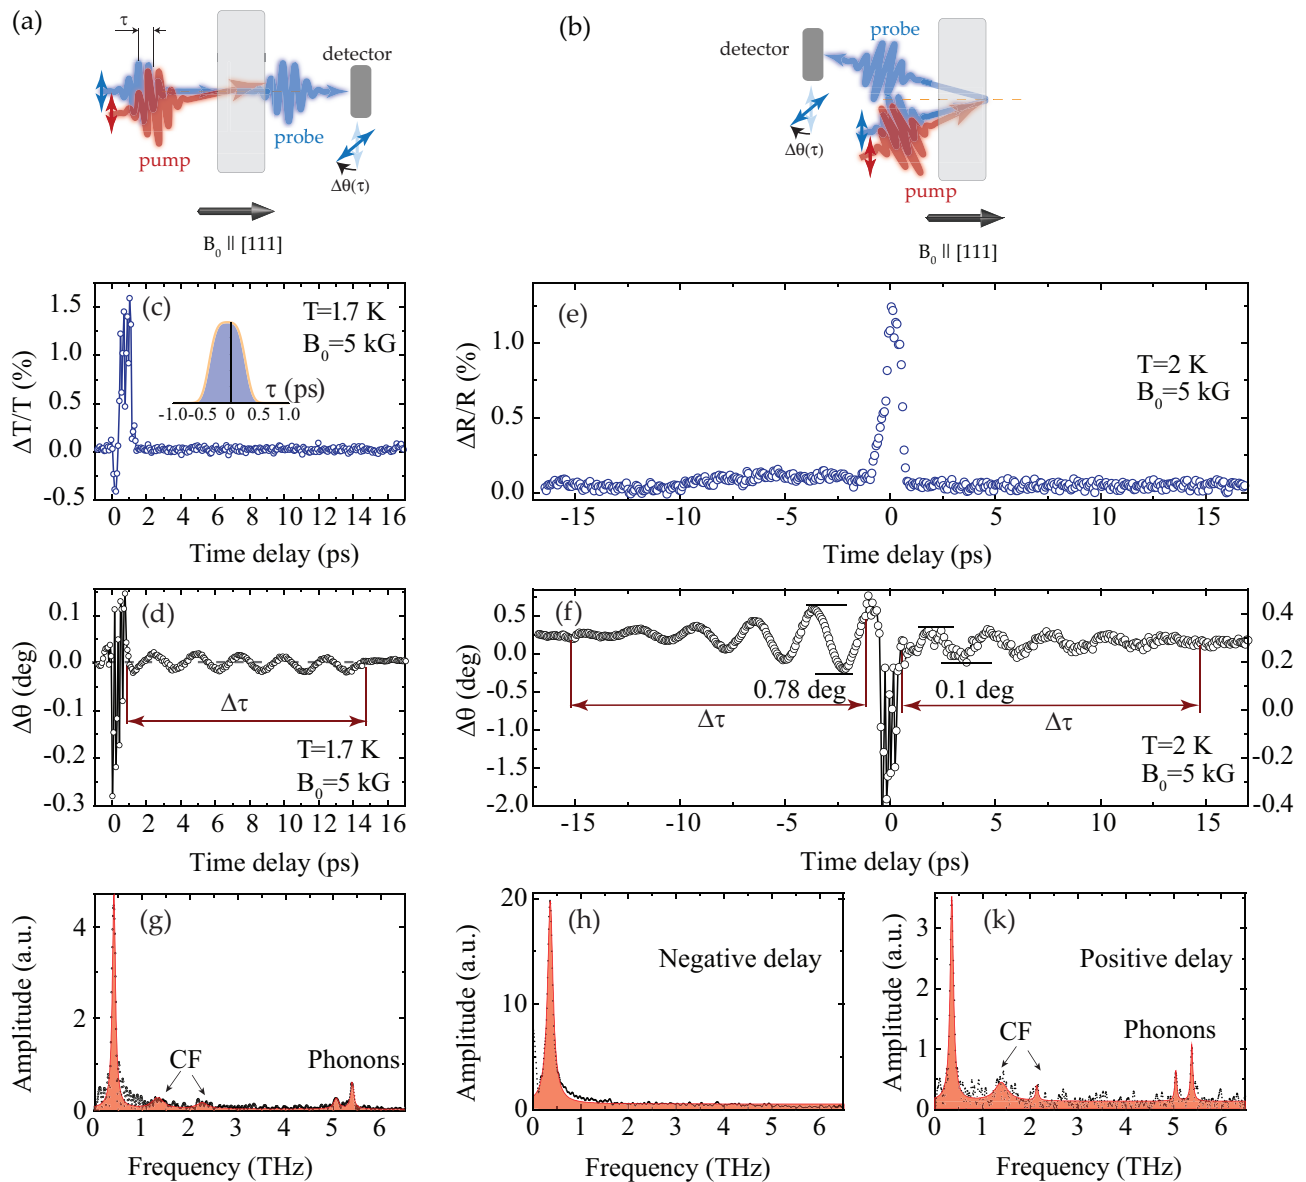 (a)
τ
detector
probe
pump
Δθ(τ)
B0 || [111]
(b)
probe
detector
Δθ(τ)
pump
B0 || [111]
(c)
T=1.7 K
B0=5 kG
τ (ps)
-1.0 -0.5 0 0.5 1.0
1.5
1.0
0.5
0.0
-0.5
ΔT/T (%)
0 2 4 6 8 10 12 14 16
Time delay (ps)
(e)
T=2 K
B0=5 kG
1.0
0.5
0.0
ΔR/R (%)
-15 -10 -5 0 5 10 15
Time delay (ps)
(d)
0.1
0.0
-0.1
-0.2
-0.3
Δθ (deg)
Δτ
T=1.7 K
B0=5 kG
0 2 4 6 8 10 12 14 16
Time delay (ps)
(f)
0.5
0.0
-0.5
-1.0
-1.5
-2.0
Δθ (deg)
0.78 deg
0.1 deg
Δτ
Δτ
T=2 K
B0=5 kG
0.4
0.2
0.0
-0.2
-0.4
-15 -10 -5 0 5 10 15
Time delay (ps)
(g)
4
2
0
Amplitude (a.u.)
CF
Phonons
0 1 2 3 4 5 6
Frequency (THz)
(h)
20
10
0
Amplitude (a.u.)
Negative delay
0 1 2 3 4 5 6
Frequency (THz)
(k)
3
2
1
0
Amplitude (a.u.)
Positive delay
CF
Phonons
0 1 2 3 4 5 6
Frequency (THz)